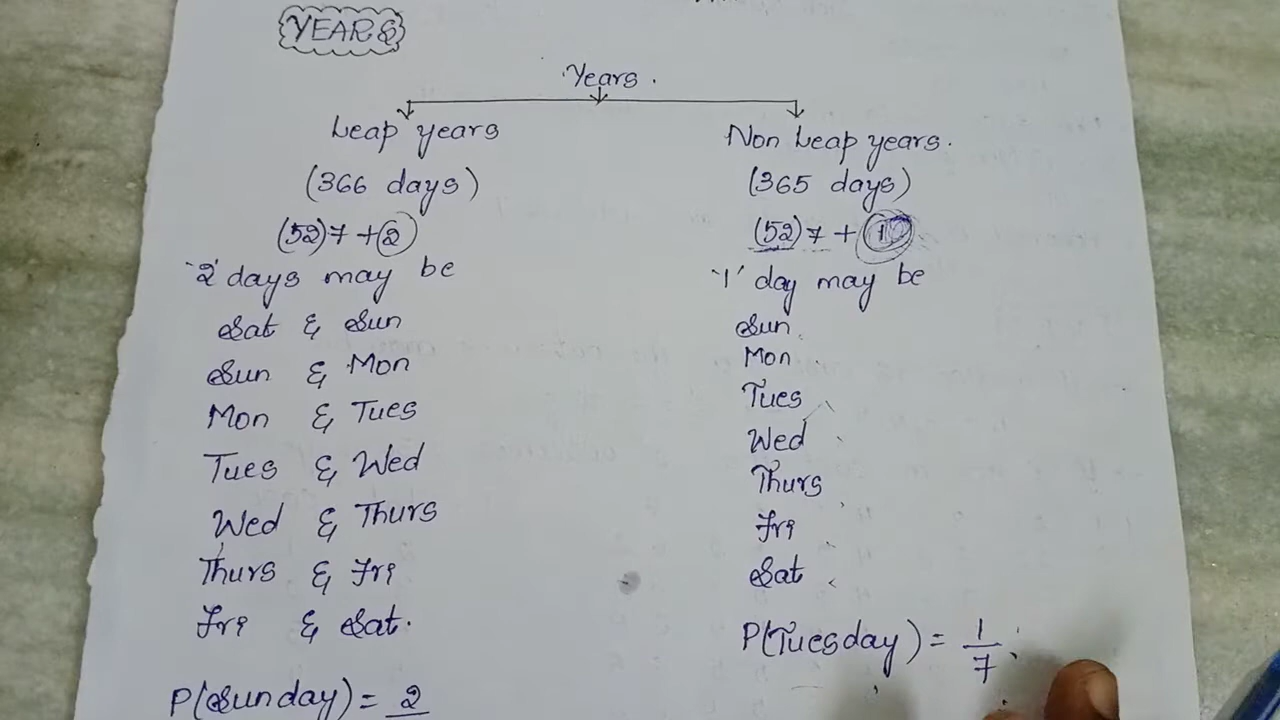 YEARS
Years.
Leap years
(366 days)
(52)7 + 2
'2' days may be
Sat & Sun
Sun & Mon
Mon & Tues
Tues & Wed
Wed & Thurs
Thurs & Fri
Fri & Sat.
P(Sunday) = 2
Non Leap years.
(365 days)
(52)7 + 1
'1' day may be
Sun
Mon
Tues
Wed
Thurs
Fri
Sat
P(Tuesday) = 1/7